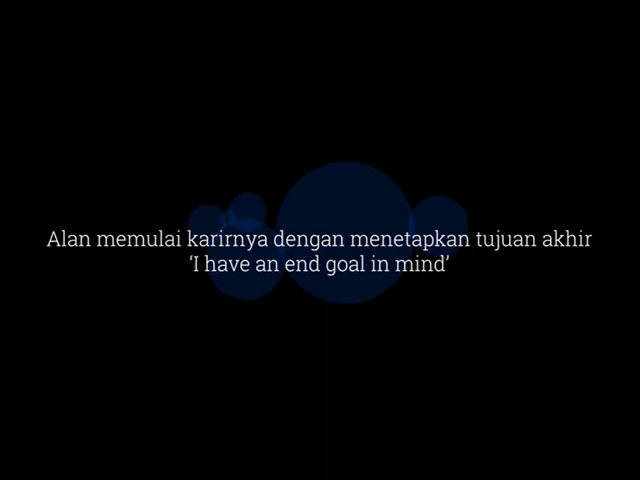 Alan memulai karirnya dengan menetapkan tujuan akhir
‘I have an end goal in mind’